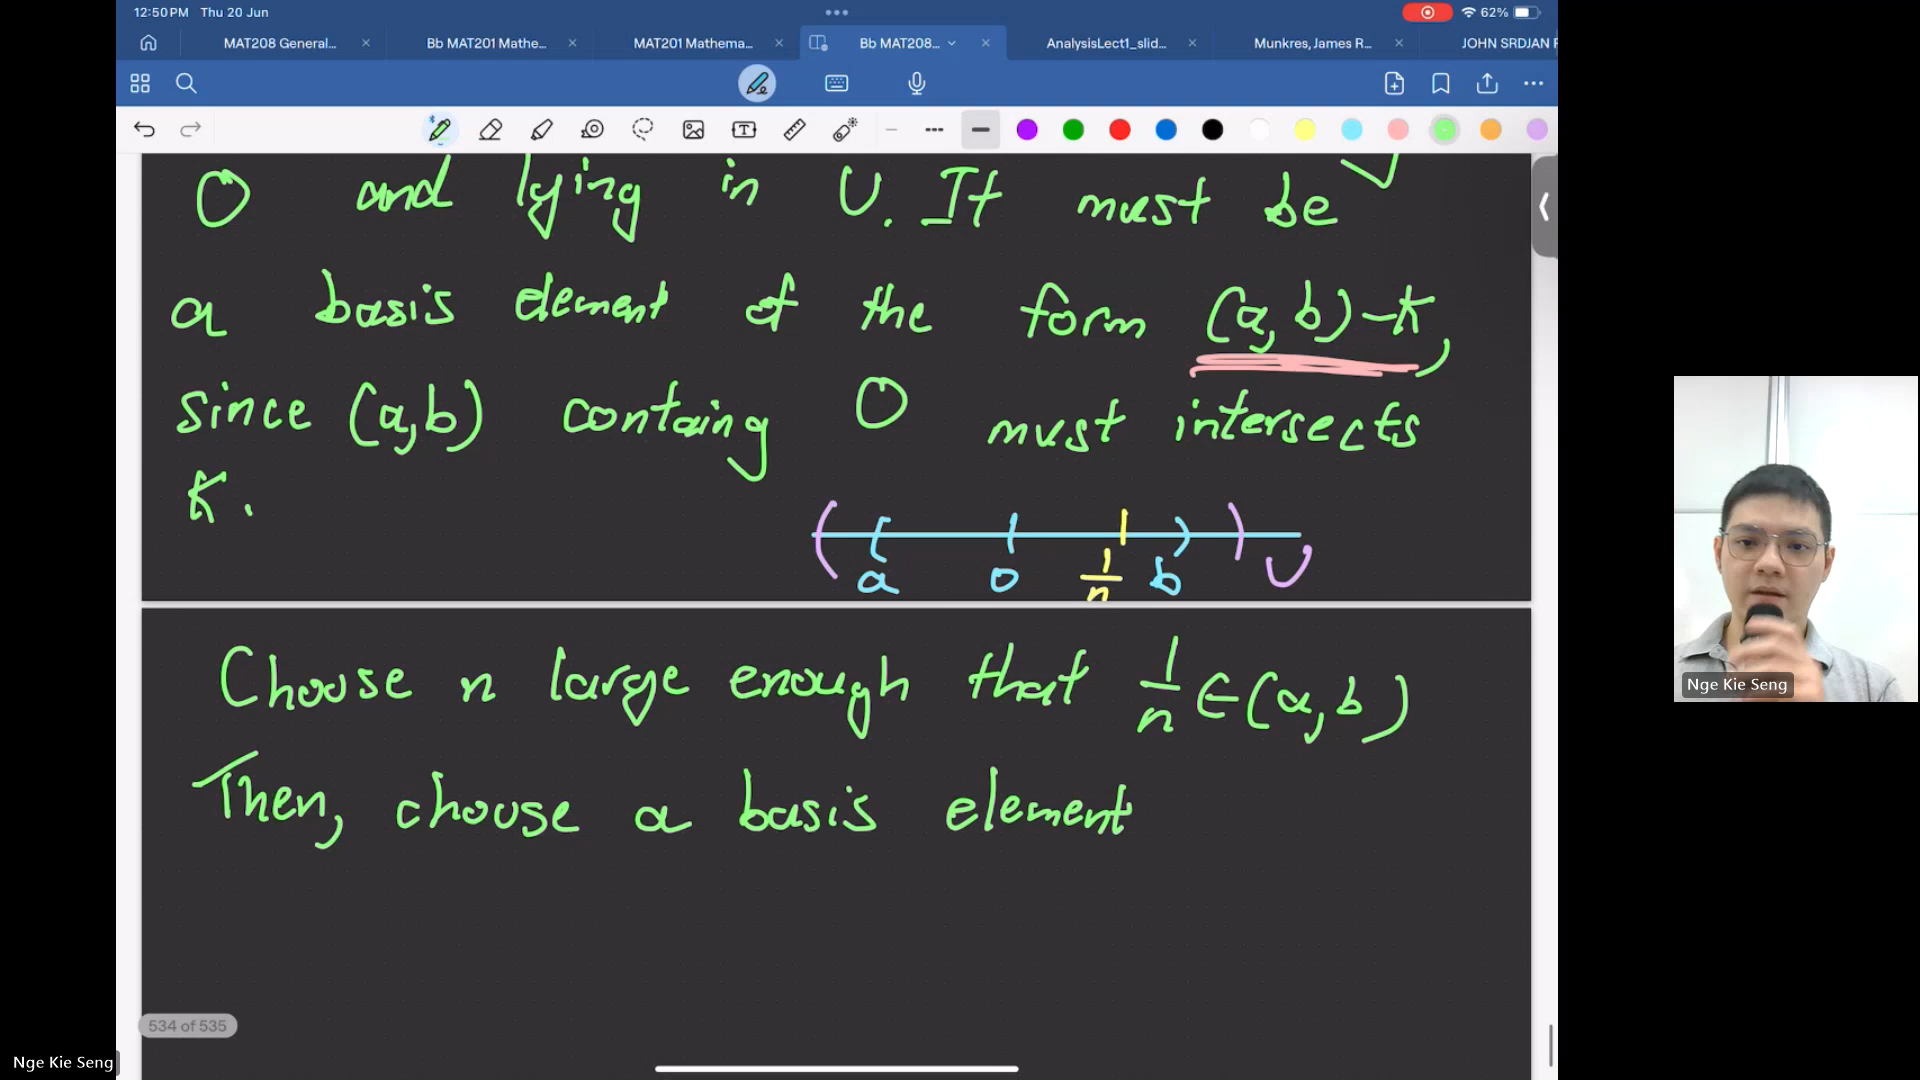 12:50 PM Thu 20 Jun
62%
MAT208 General...
Bb MAT201 Mathe...
MAT201 Mathema...
Bb MAT208...
AnalysisLect1_slid...
Munkres, James R...
JOHN SRDJAN P
0 and lying in U. It must be
a basis element of the form (a, b)-K,
since (a,b) containg 0 must intersects
K.
a 0 1/n b U
Choose n large enough that 1/n ∈ (a, b)
Then, choose a basis element
534 of 535
Nge Kie Seng
Nge Kie Seng